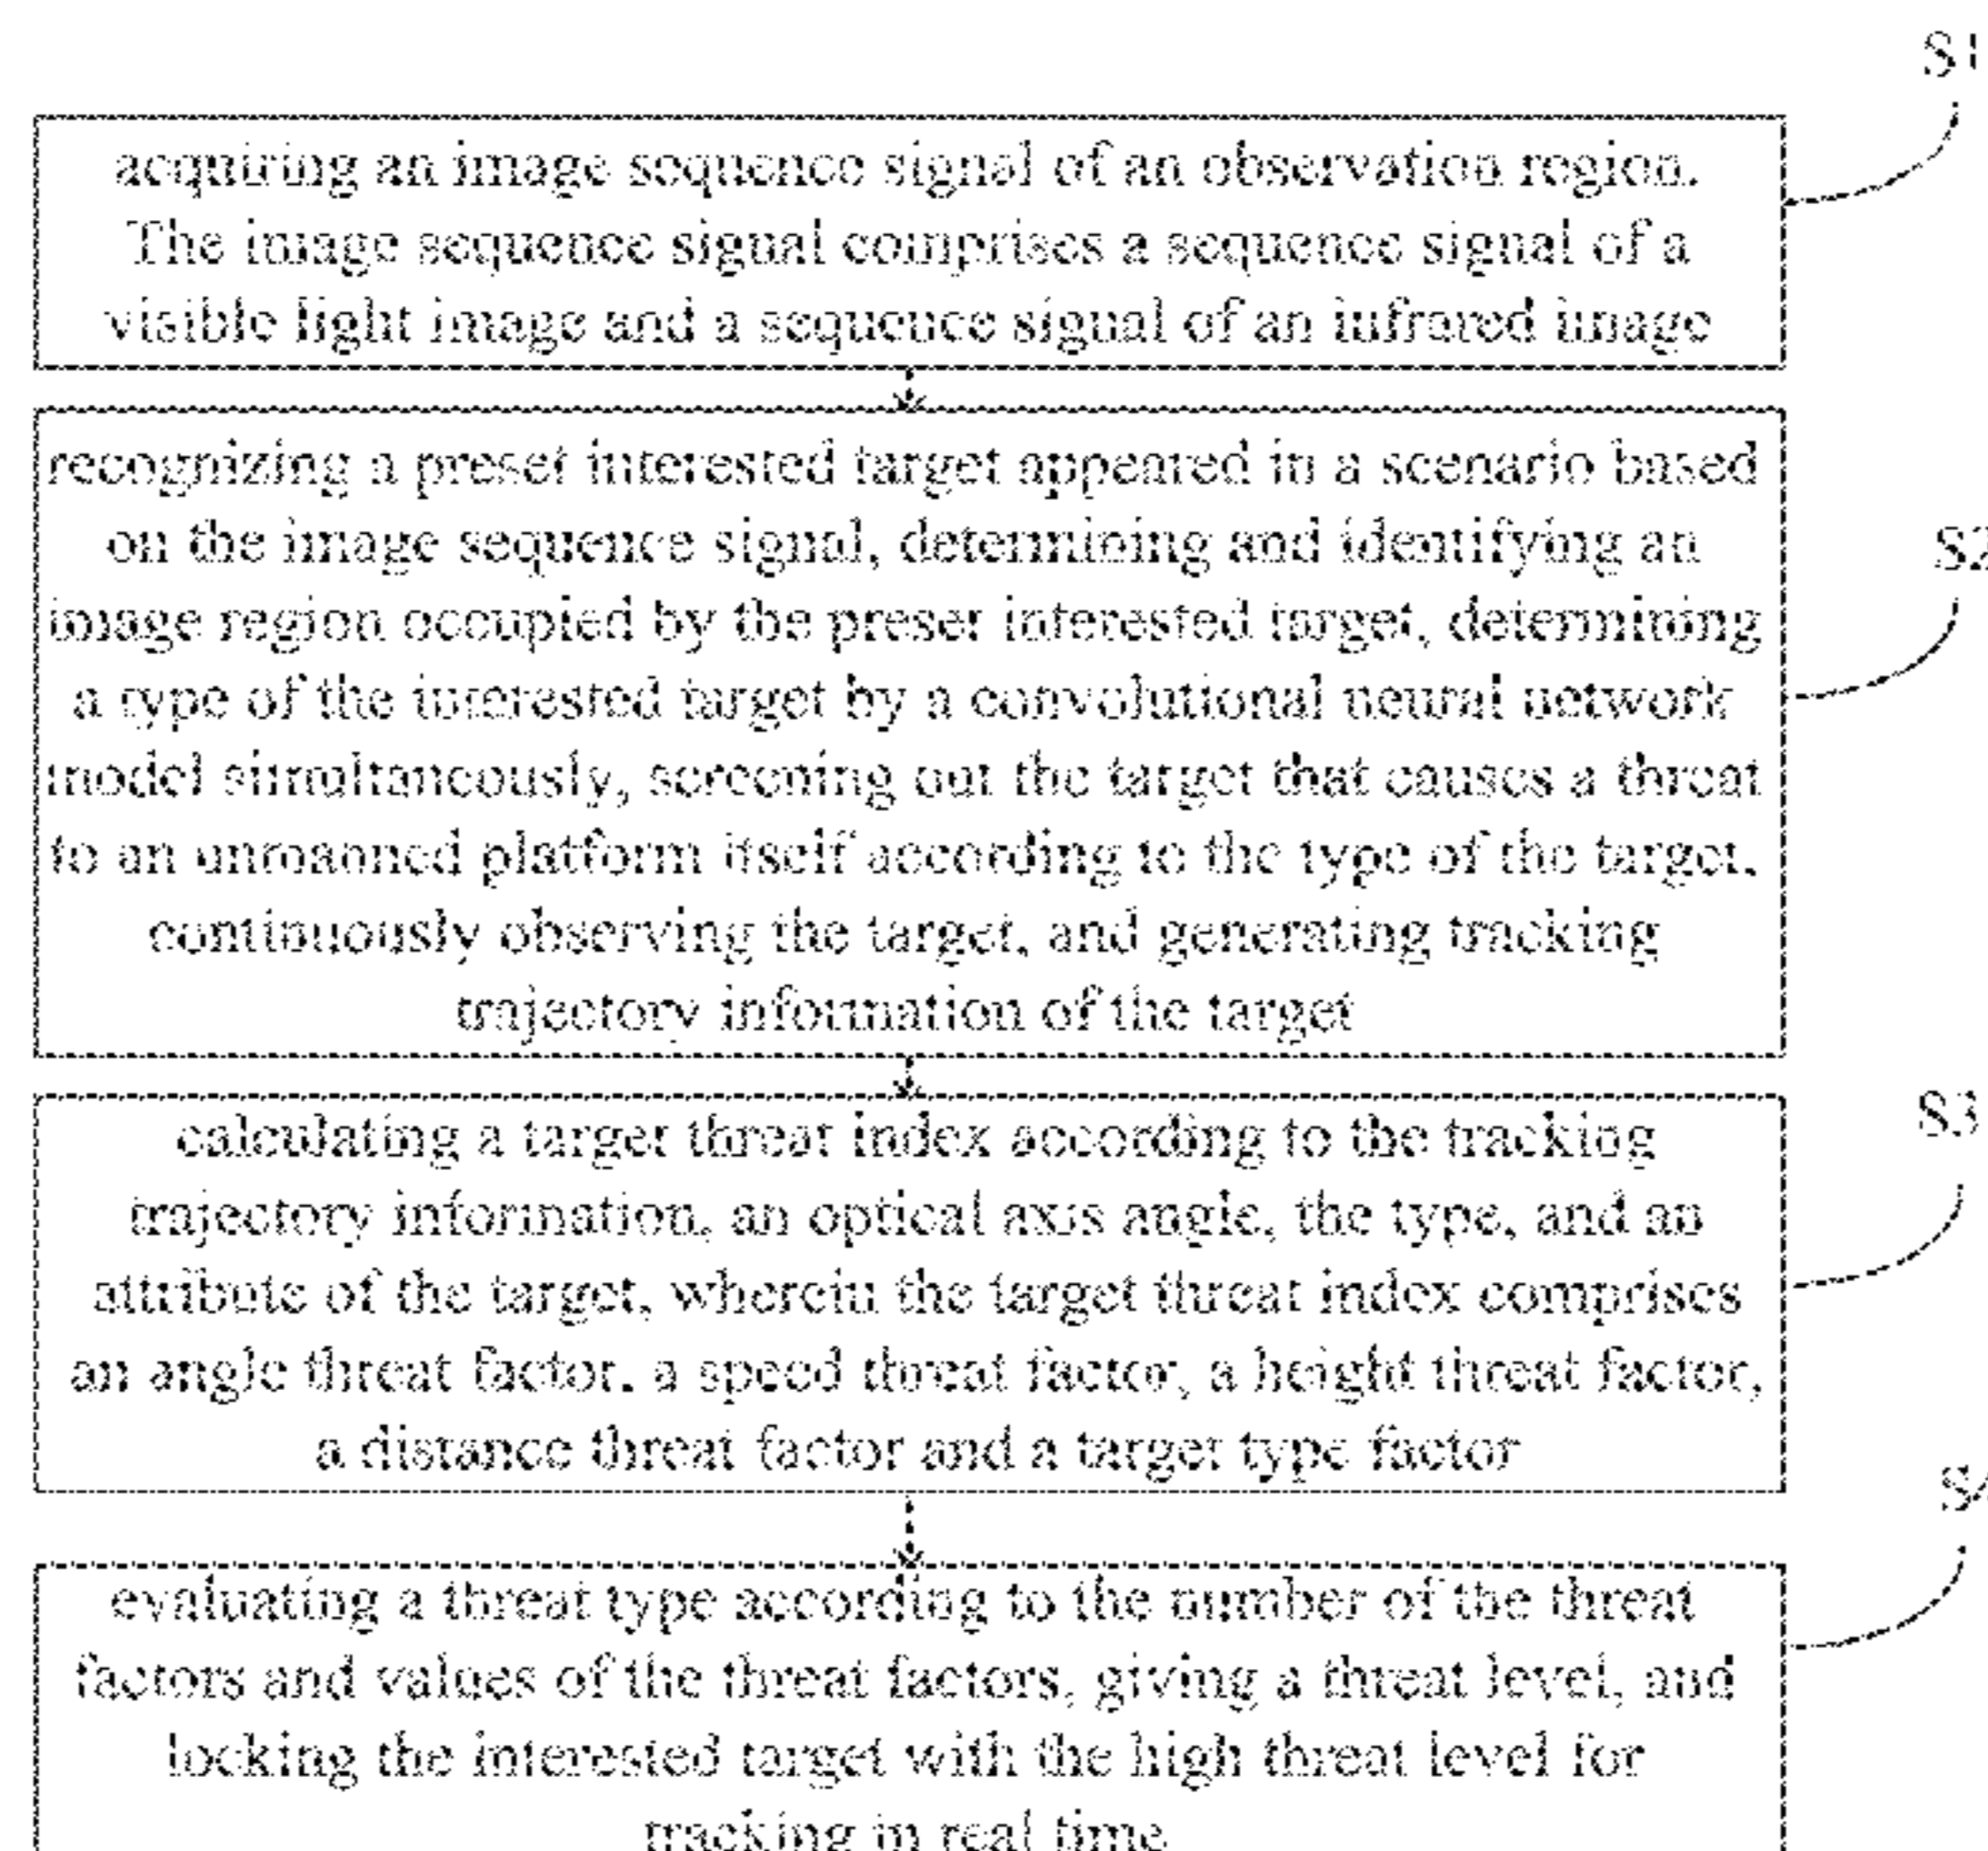 S1
acquiring an image sequence signal of an observation region.
The image sequence signal comprises a sequence signal of a
visible light image and a sequence signal of an infrared image
recognizing a preset interested target appeared in a scenario based
on the image sequence signal, determining and identifying an
S2
image region occupied by the preset interested target, determining
a type of the interested target by a convolutional neural network
model simultaneously, screening out the target that causes a threat
to an unmanned platform itself according to the type of the target,
continuously observing the target, and generating tracking
trajectory information of the target
S3
calculating a target threat index according to the tracking
trajectory information, an optical axis angle, the type, and an
attribute of the target, wherein the target threat index comprises
an angle threat factor, a speed threat factor, a height threat factor,
a distance threat factor and a target type factor
S4
evaluating a threat type according to the number of the threat
factors and values of the threat factors, giving a threat level, and
locking the interested target with the high threat level for
tracking in real time